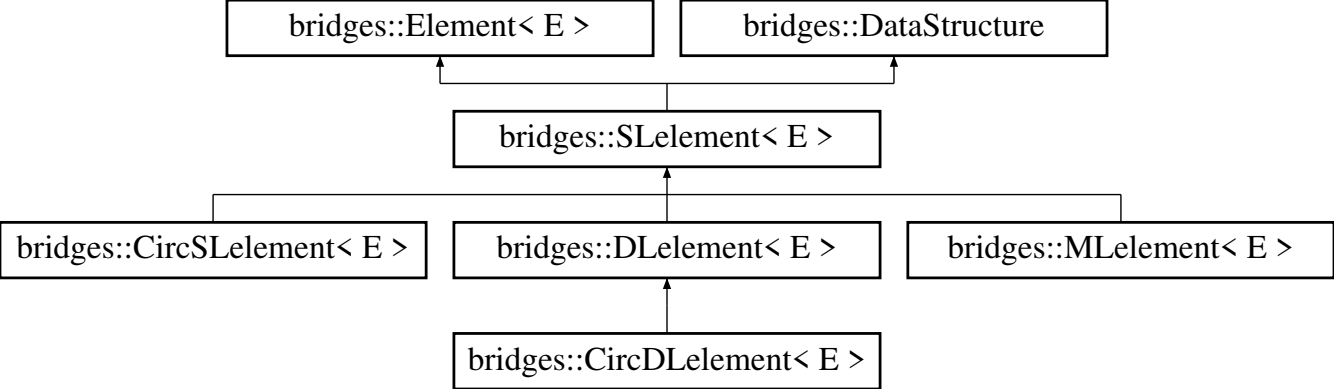 bridges::Element< E >
bridges::DataStructure
bridges::SLelement< E >
bridges::CircSLelement< E >
bridges::DLelement< E >
bridges::MLelement< E >
bridges::CircDLelement< E >